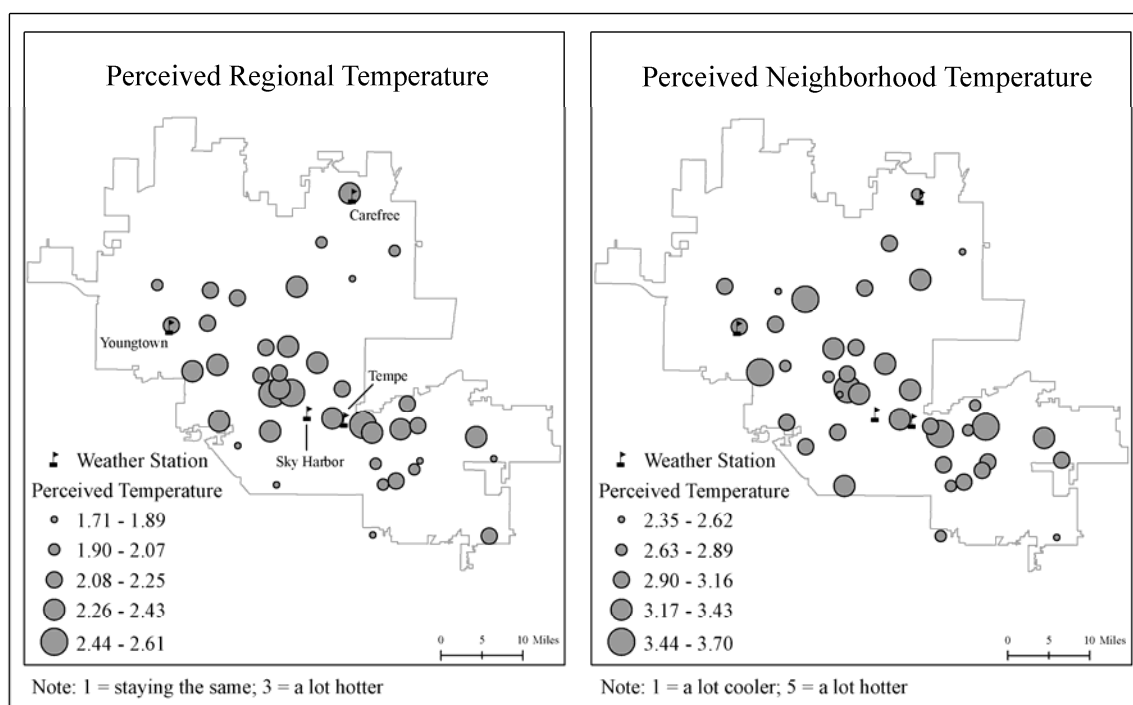 Perceived Regional Temperature
Carefree
Youngtown
Tempe
Sky Harbor
Weather Station
Perceived Temperature
1.71 - 1.89
1.90 - 2.07
2.08 - 2.25
2.26 - 2.43
2.44 - 2.61
0 5 10 Miles
Note: 1 = staying the same; 3 = a lot hotter
Perceived Neighborhood Temperature
Weather Station
Perceived Temperature
2.35 - 2.62
2.63 - 2.89
2.90 - 3.16
3.17 - 3.43
3.44 - 3.70
0 5 10 Miles
Note: 1 = a lot cooler; 5 = a lot hotter